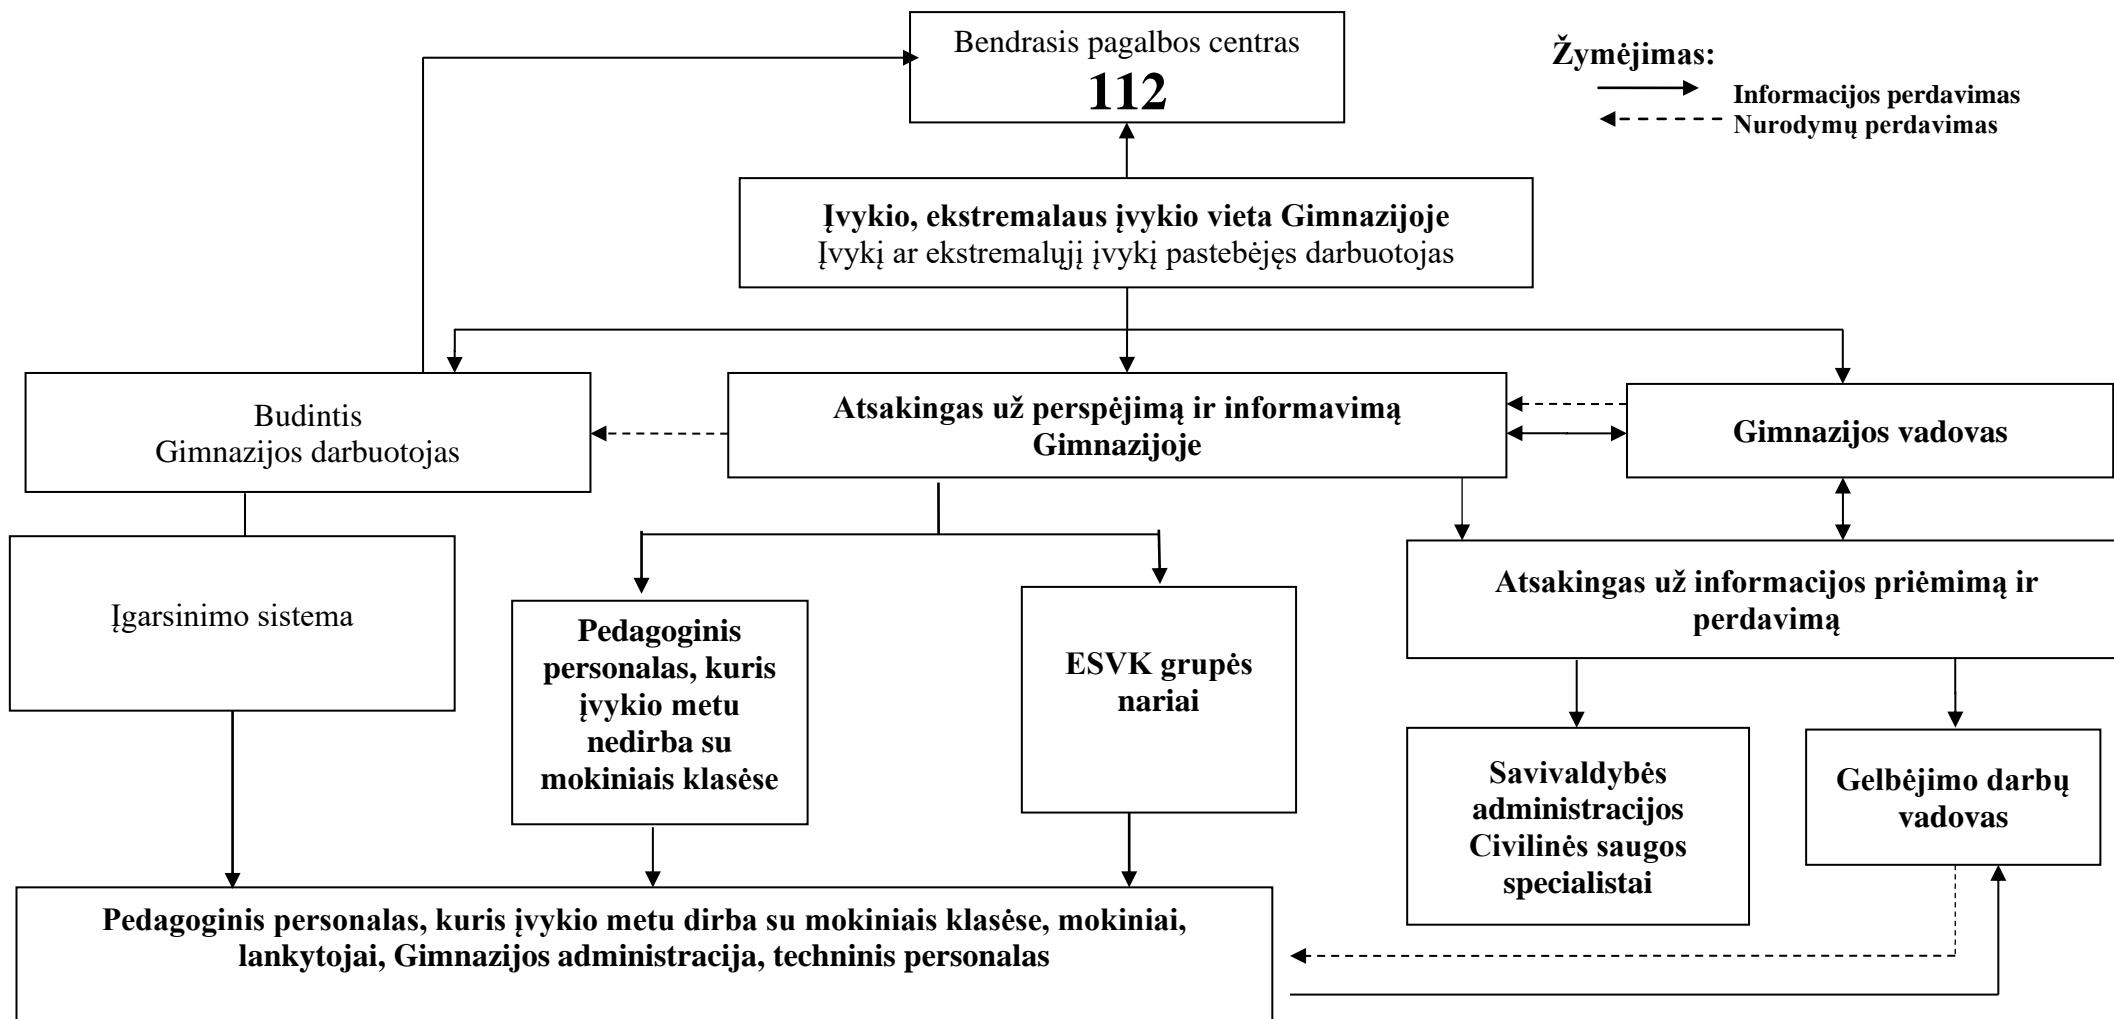 Bendrasis pagalbos centras
112
Žymėjimas:
Informacijos perdavimas
Nurodymų perdavimas
Įvykio, ekstremalaus įvykio vieta Gimnazijoje
Įvykį ar ekstremalųjį įvykį pastebėjęs darbuotojas
Budintis
Gimnazijos darbuotojas
Atsakingas už perspėjimą ir informavimą
Gimnazijoje
Gimnazijos vadovas
Įgarsinimo sistema
Pedagoginis
personalas, kuris
įvykio metu
nedirba su
mokiniais klasėse
ESVK grupės
nariai
Atsakingas už informacijos priėmimą ir
perdavimą
Savivaldybės
administracijos
Civilinės saugos
specialistai
Gelbėjimo darbų
vadovas
Pedagoginis personalas, kuris įvykio metu dirba su mokiniais klasėse, mokiniai,
lankytojai, Gimnazijos administracija, techninis personalas